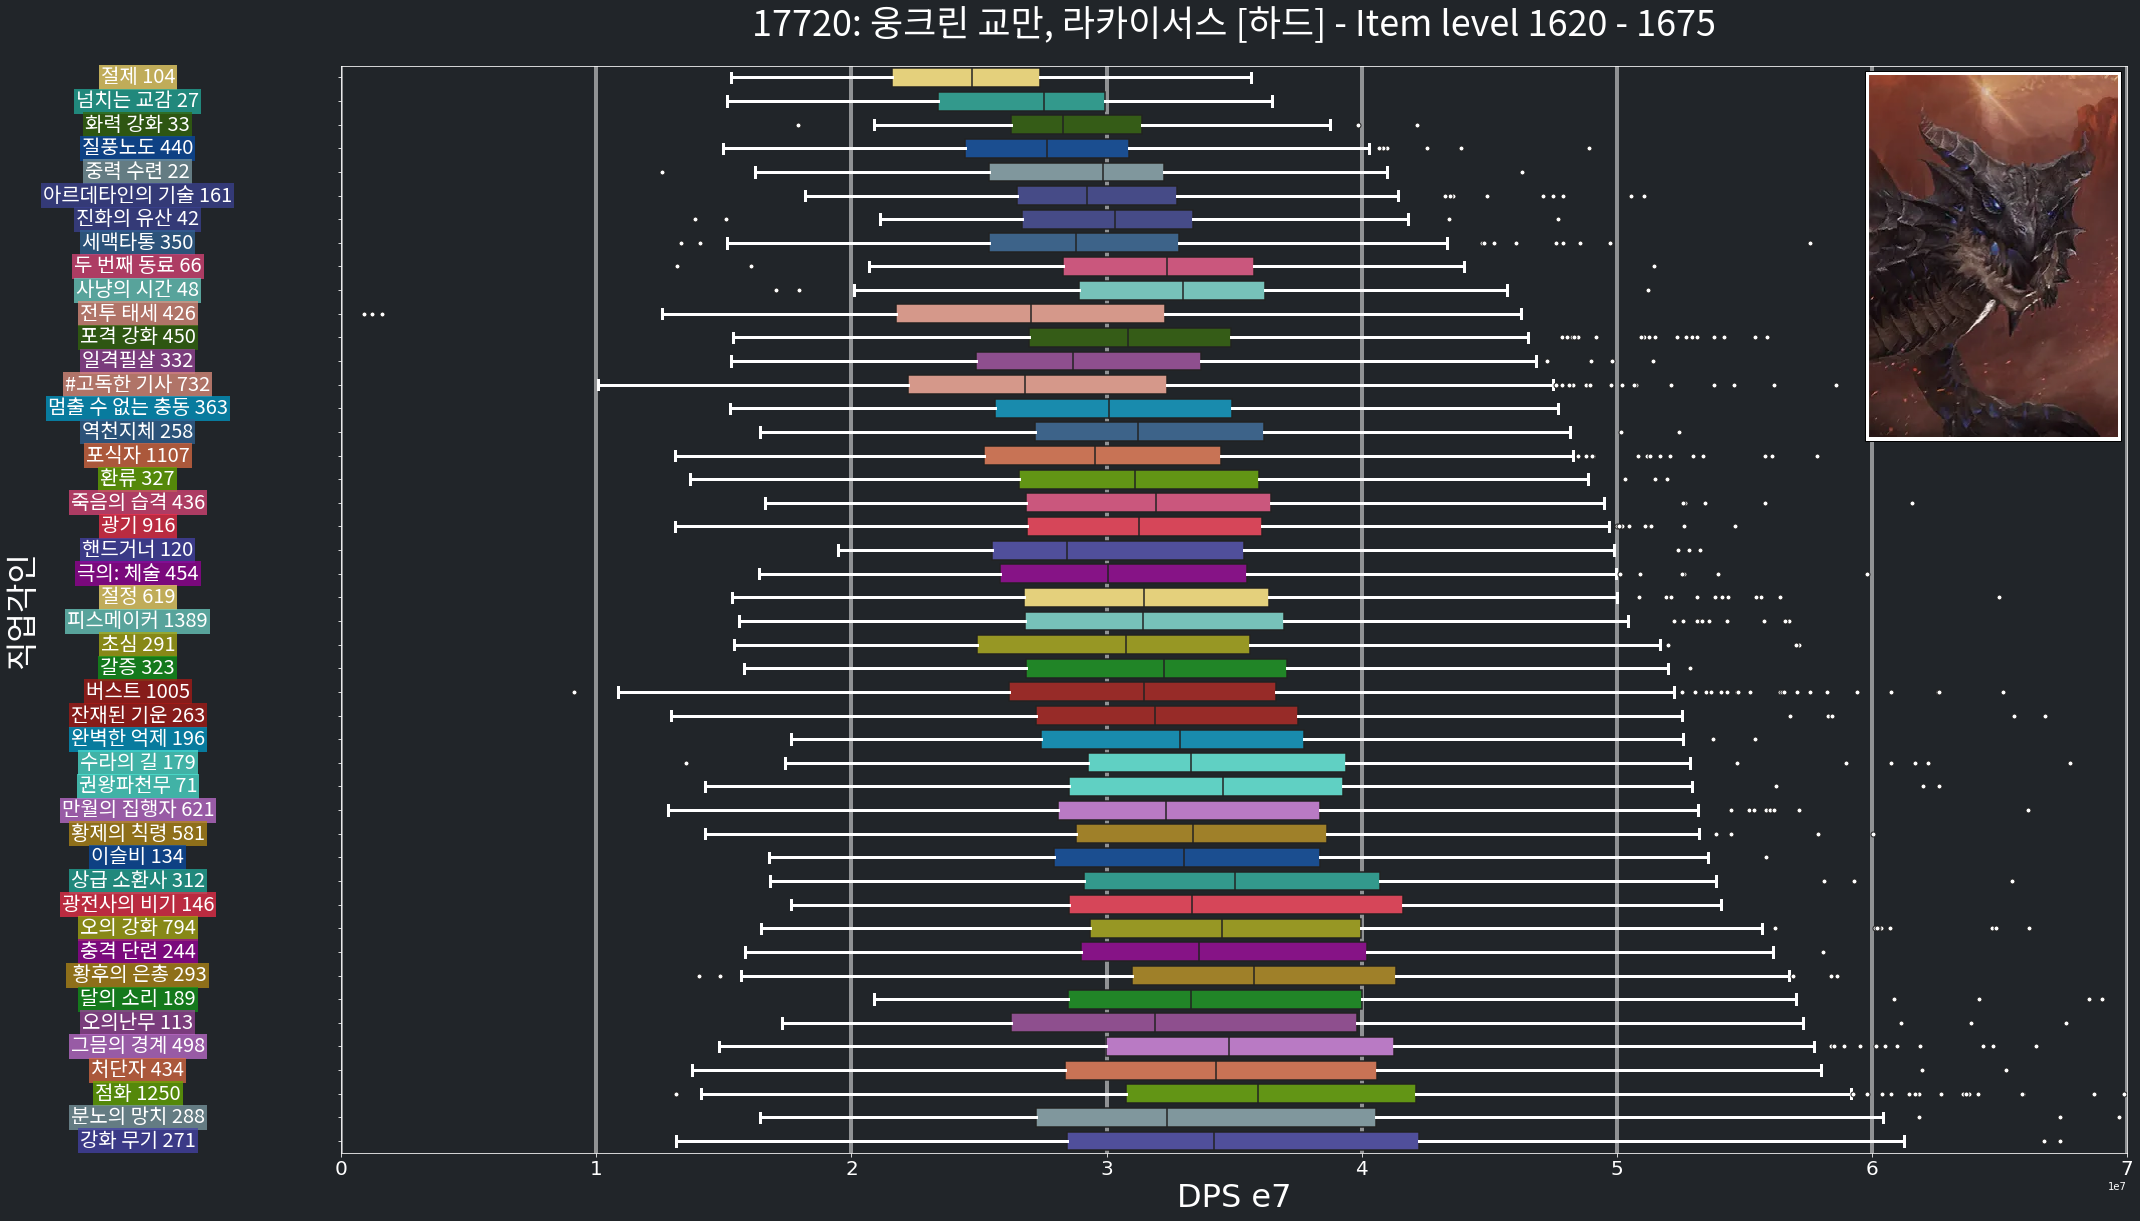 17720: 웅크린 교만, 라카이서스 [하드] - Item level 1620 - 1675
절제 104
넘치는 교감 27
화력 강화 33
질풍노도 440
중력 수련 22
아르데타인의 기술 161
진화의 유산 42
세맥타통 350
두 번째 동료 66
사냥의 시간 48
전투 태세 426
포격 강화 450
일격필살 332
#고독한 기사 732
멈출 수 없는 충동 363
역천지체 258
포식자 1107
환류 327
죽음의 습격 436
광기 916
핸드거너 120
극의: 체술 454
절정 619
피스메이커 1389
초심 291
갈증 323
버스트 1005
잔재된 기운 263
완벽한 억제 196
수라의 길 179
권왕파천무 71
만월의 집행자 621
황제의 칙령 581
이슬비 134
상급 소환사 312
광전사의 비기 146
오의 강화 794
충격 단련 244
황후의 은총 293
달의 소리 189
오의난무 113
그믐의 경계 498
처단자 434
점화 1250
분노의 망치 288
강화 무기 271
직업각인
0 1 2 3 4 5 6 7
DPS e7
1e7